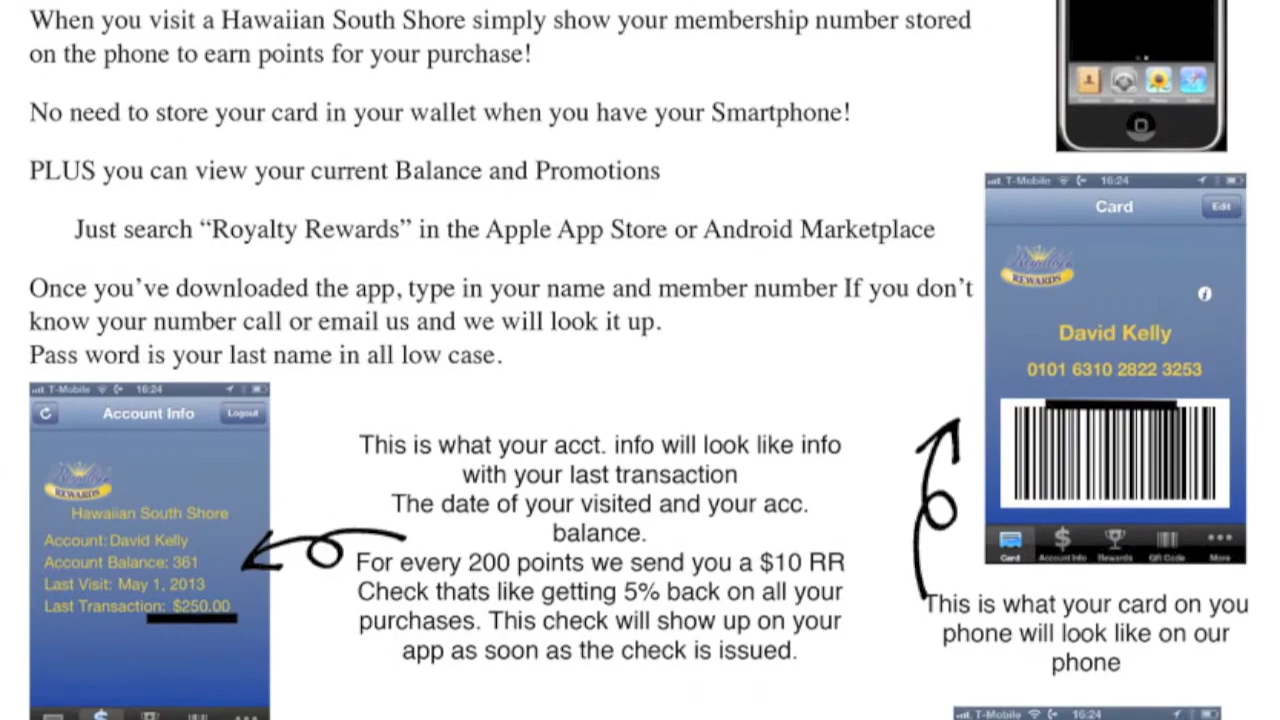 When you visit a Hawaiian South Shore simply show your membership number stored
on the phone to earn points for your purchase!
No need to store your card in your wallet when you have your Smartphone!
PLUS you can view your current Balance and Promotions
Just search “Royalty Rewards” in the Apple App Store or Android Marketplace
Once you’ve downloaded the app, type in your name and member number If you don’t
know your number call or email us and we will look it up.
Pass word is your last name in all low case.
T-Mobile 16:24
Account Info
Logout
REWARDS
Hawaiian South Shore
Account: David Kelly
Account Balance: 361
Last Visit: May 1, 2013
Last Transaction: $250.00
This is what your acct. info will look like info
with your last transaction
The date of your visited and your acc.
balance.
For every 200 points we send you a $10 RR
Check thats like getting 5% back on all your
purchases. This check will show up on your
app as soon as the check is issued.
T-Mobile 16:24
Card
Edit
Royalty
REWARDS
David Kelly
0101 6310 2822 3253
Card Account Info Rewards Gift Code More
This is what your card on you
phone will look like on our
phone
T-Mobile 16:24